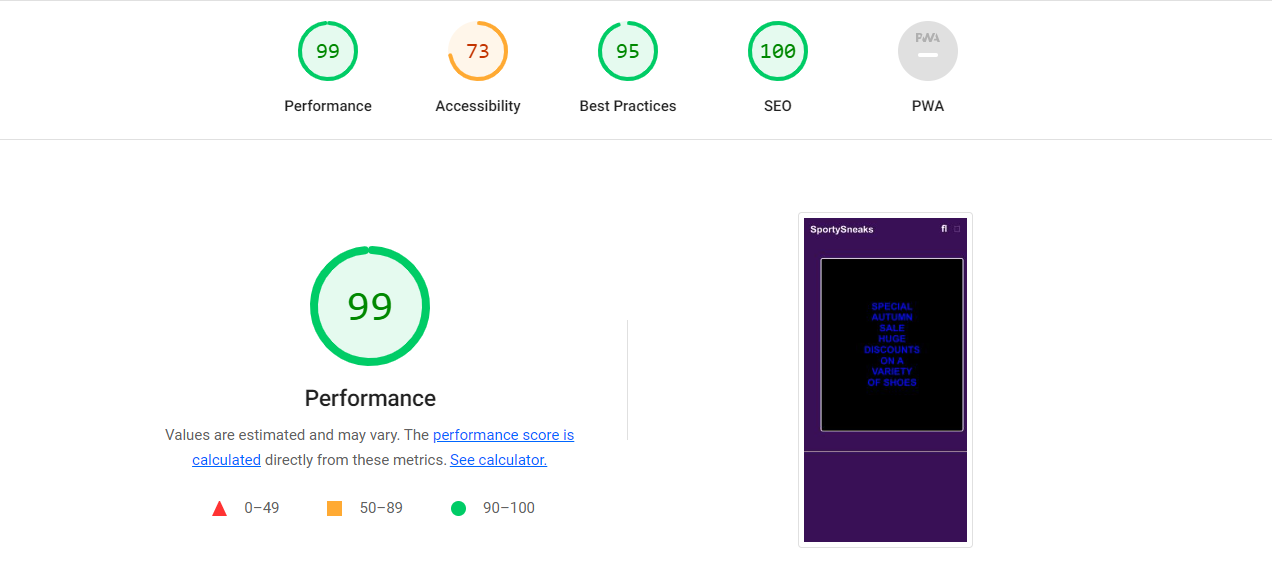 99
73
95
100
PWA
Performance
Accessibility
Best Practices
SEO
PWA
99
Performance
Values are estimated and may vary. The performance score is
calculated directly from these metrics. See calculator.
0–49
50–89
90–100
SportySneaks
SPECIAL
AUTUMN
SALE
HUGE
DISCOUNTS
ON A
VARIETY
OF SHOES